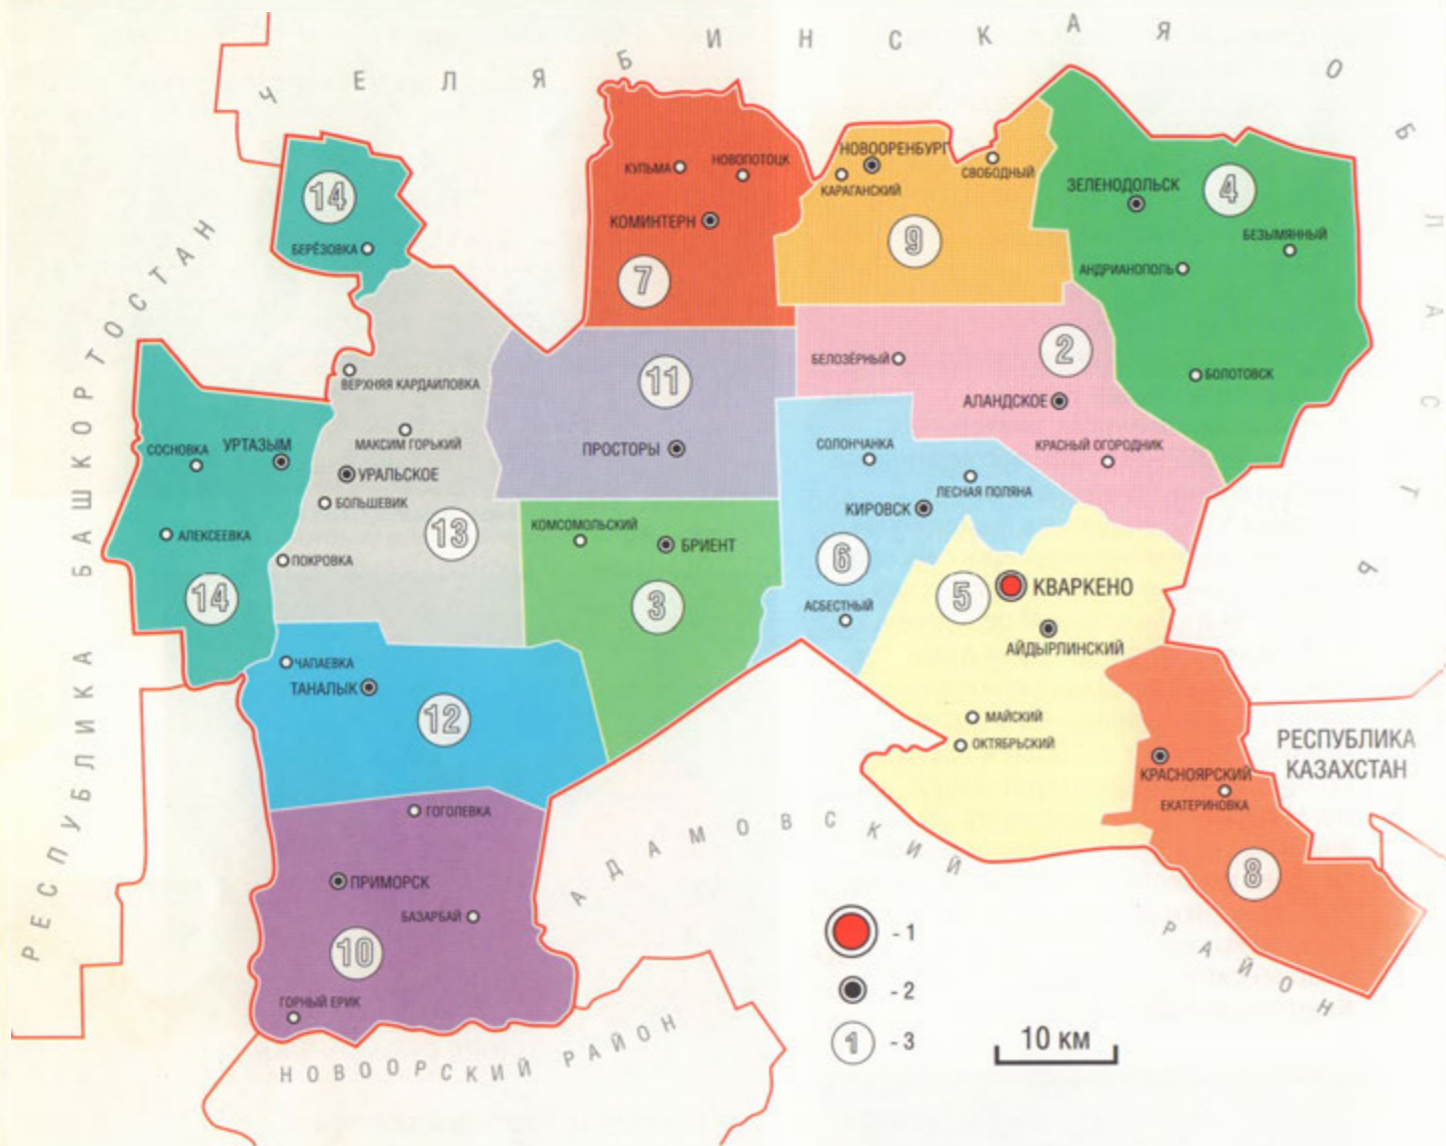 ЧЕЛЯБИНСКАЯ ОБЛАСТЬ
РЕСПУБЛИКА БАШКОРТОСТАН
14
БЕРЁЗОВКА
КУЛЬМА
НОВОПОТОЦК
КОМИНТЕРН
7
НОВООРЕНБУРГ
КАРАГАНСКИЙ
СВОБОДНЫЙ
9
ЗЕЛЕНОДОЛЬСК
4
БЕЗЫМЯННЫЙ
АНДРИАНОПОЛЬ
БОЛОТОВСК
2
БЕЛОЗЁРНЫЙ
АЛАНДСКОЕ
КРАСНЫЙ ОГОРОДНИК
11
ПРОСТОРЫ
ВЕРХНЯЯ КАРДАИЛОВКА
МАКСИМ ГОРЬКИЙ
УРАЛЬСКОЕ
БОЛЬШЕВИК
13
ПОКРОВКА
СОСНОВКА
УРТАЗЫМ
АЛЕКСЕЕВКА
14
КОМСОМОЛЬСКИЙ
БРИЕНТ
3
СОЛОНЧАНКА
ЛЕСНАЯ ПОЛЯНА
КИРОВСК
6
АСБЕСТНЫЙ
5
КВАРКЕНО
АЙДЫРЛИНСКИЙ
МАЙСКИЙ
ОКТЯБРЬСКИЙ
ЧАПАЕВКА
ТАНАЛЫК
12
РЕСПУБЛИКА
КАЗАХСТАН
КРАСНОЯРСКИЙ
ЕКАТЕРИНОВКА
8
ГОГОЛЕВКА
ПРИМОРСК
БАЗАРБАЙ
10
ГОРНЫЙ ЕРИК
АДАМОВСКИЙ РАЙОН
НОВООРСКИЙ РАЙОН
- 1
- 2
1 - 3
10 КМ